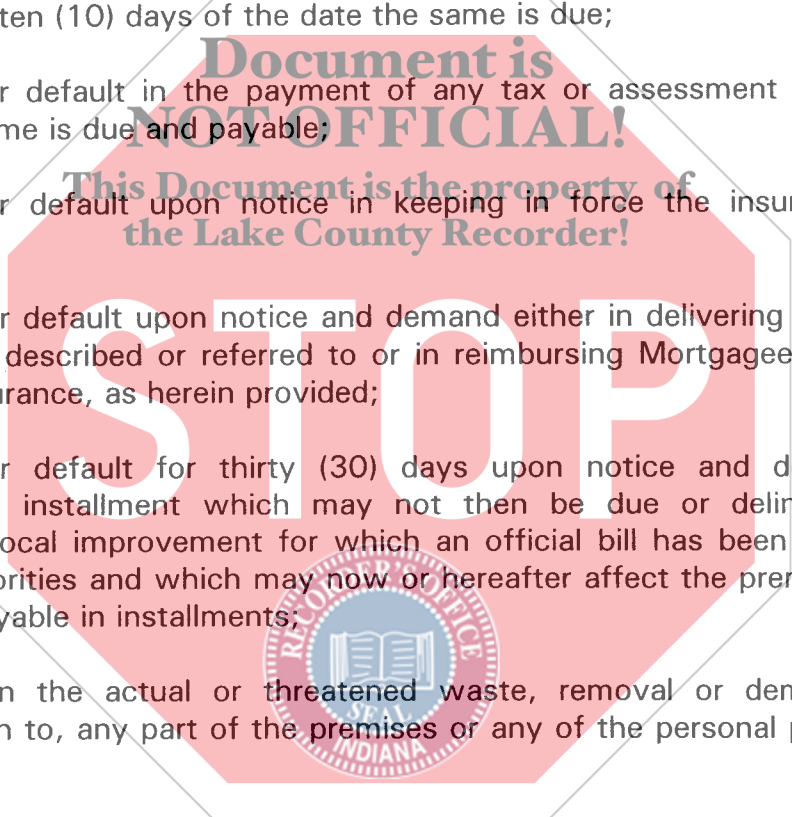 ten (10) days of the date the same is due;
Document is
r default in the payment of any tax or assessment
NOT OFFICIAL!
me is due and payable;
This Document is the property of
r default upon notice in keeping in force the insur
the Lake County Recorder!
STOP
r default upon notice and demand either in delivering
described or referred to or in reimbursing Mortgagee
urance, as herein provided;
r default for thirty (30) days upon notice and d
installment which may not then be due or delin
ocal improvement for which an official bill has been
orities and which may now or hereafter affect the prem
yable in installments;
RECORDER'S OFFICE
n the actual or threatened waste, removal or dem
SEAL
n to, any part of the premises or any of the personal p
INDIANA